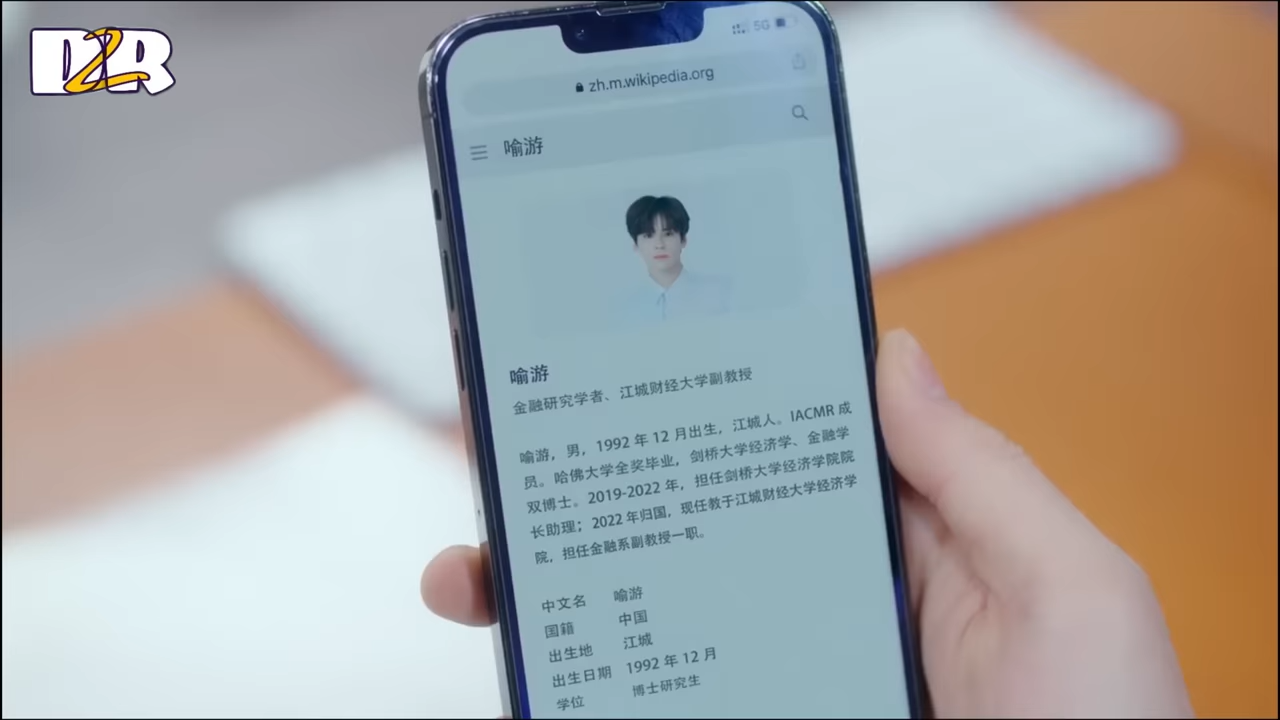 D2R
5G
zh.m.wikipedia.org
喻游
喻游
金融研究学者、江城财经大学副教授
喻游，男，1992 年 12 月出生，江城人。IACMR 成
员。哈佛大学全奖毕业，剑桥大学经济学、金融学
双博士。2019-2022 年，担任剑桥大学经济学院院
长助理；2022 年归国，现任教于江城财经大学经济学
院，担任金融系副教授一职。
中文名 喻游
国籍 中国
出生地 江城
出生日期 1992 年 12 月
学位 博士研究生